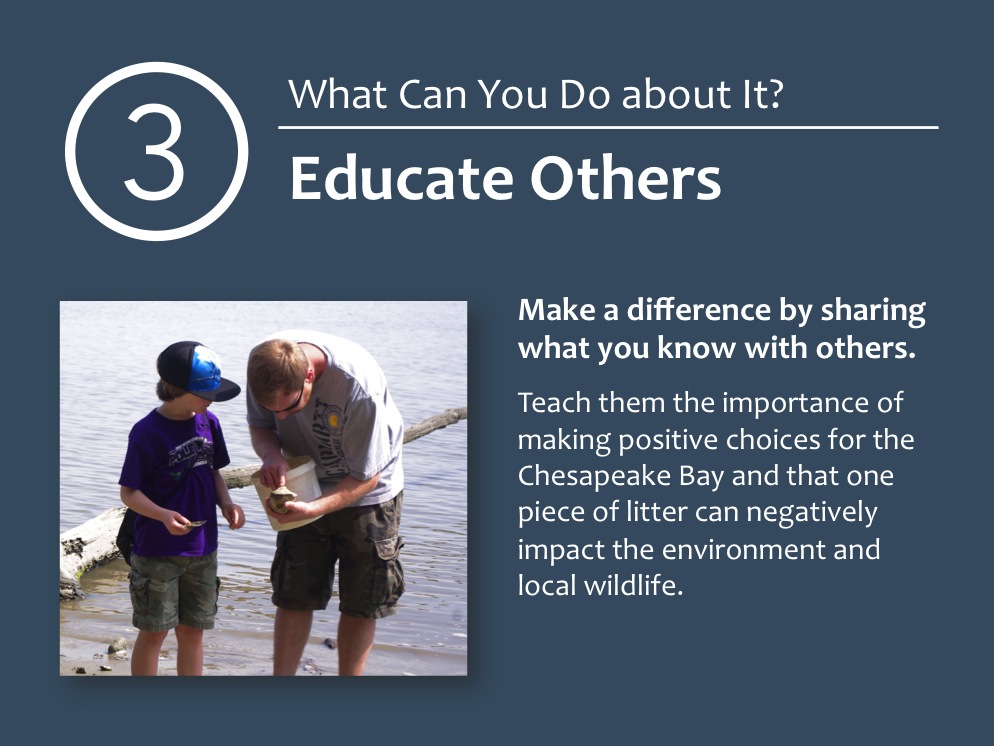 3
What Can You Do about It?
Educate Others
Make a difference by sharing
what you know with others.
Teach them the importance of
making positive choices for the
Chesapeake Bay and that one
piece of litter can negatively
impact the environment and
local wildlife.